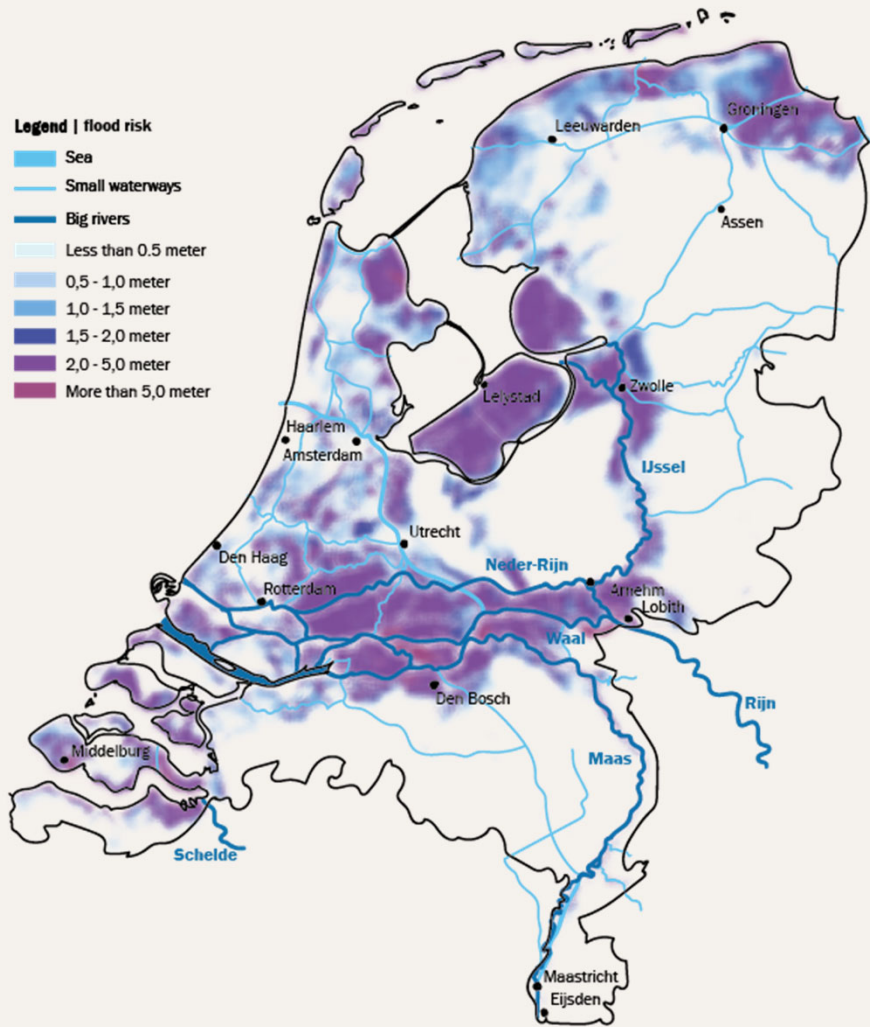 Legend | flood risk
Sea
Small waterways
Big rivers
Less than 0.5 meter
0,5 - 1,0 meter
1,0 - 1,5 meter
1,5 - 2,0 meter
2,0 - 5,0 meter
More than 5,0 meter
Groningen
Leeuwarden
Assen
Zwolle
Lelystad
Haarlem
Amsterdam
IJssel
Utrecht
Den Haag
Neder-Rijn
Rotterdam
Arnehm
Lobith
Waal
Den Bosch
Rijn
Middelburg
Maas
Schelde
Maastricht
Eijsden